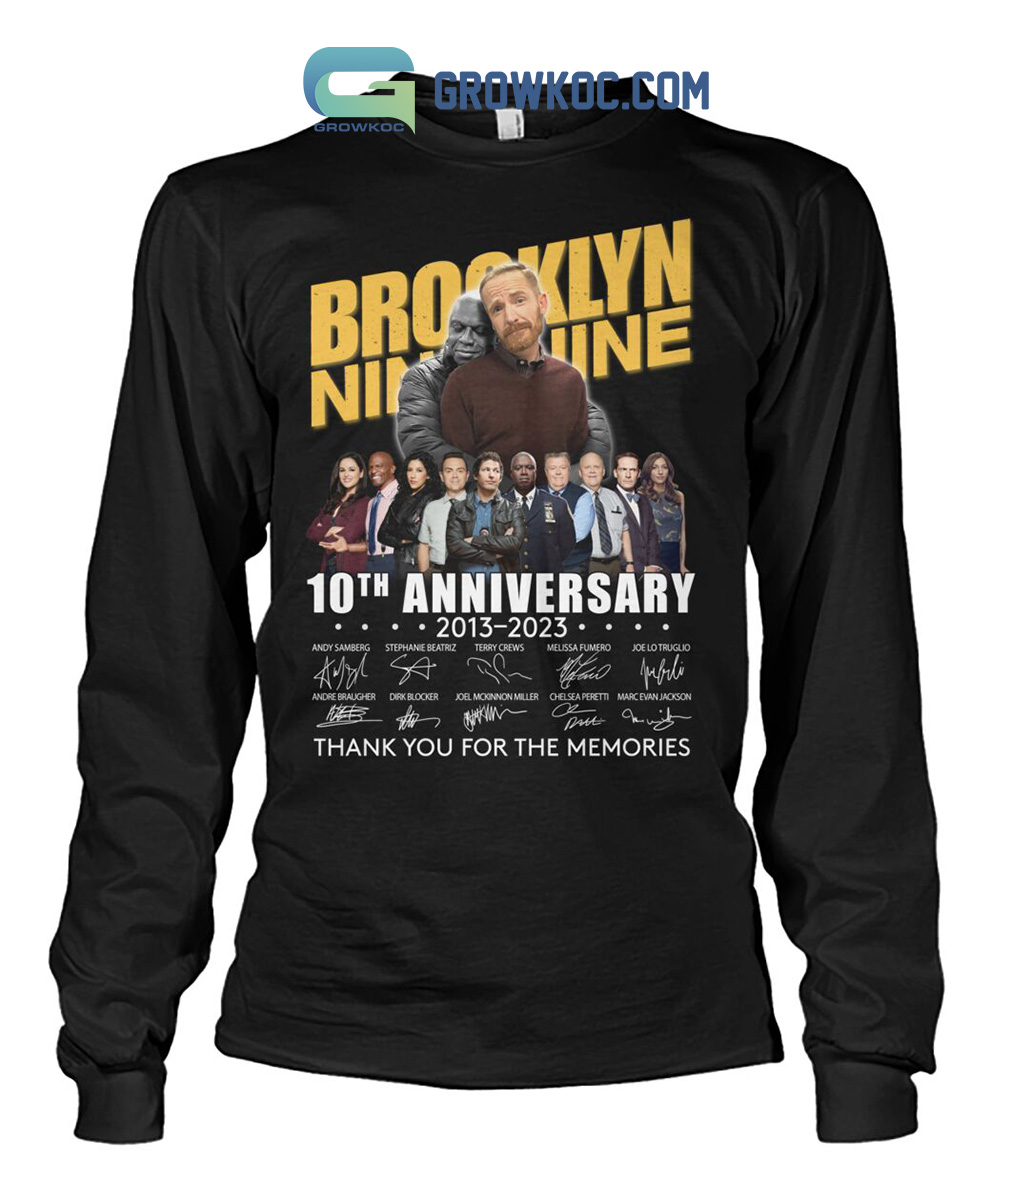 GROWKOC.COM
GROWKOC
BROOKLYN
NINE-NINE
10TH ANNIVERSARY
2013-2023
ANDY SAMBERG STEPHANIE BEATRIZ TERRY CREWS MELISSA FUMERO JOE LO TRUGLIO
ANDRE BRAUGHER DIRK BLOCKER JOEL MCKINNON MILLER CHELSEA PERETTI MARC EVAN JACKSON
THANK YOU FOR THE MEMORIES